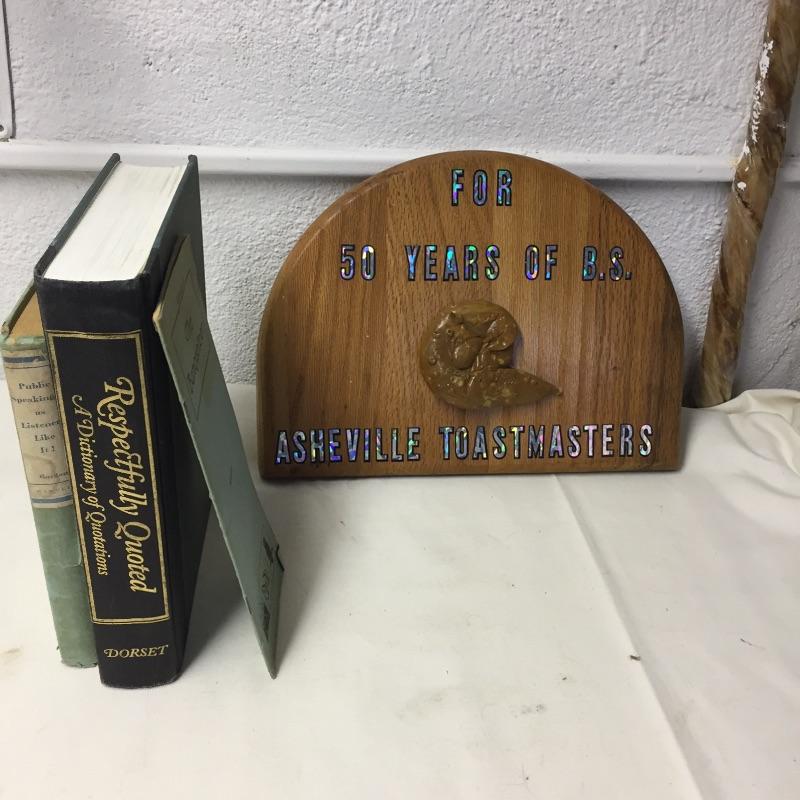 Public
Speaking
as
Listeners
Like
It!
Respectfully Quoted
A Dictionary of Quotations
DORSET
FOR
50 YEARS OF B.S.
ASHEVILLE TOASTMASTERS